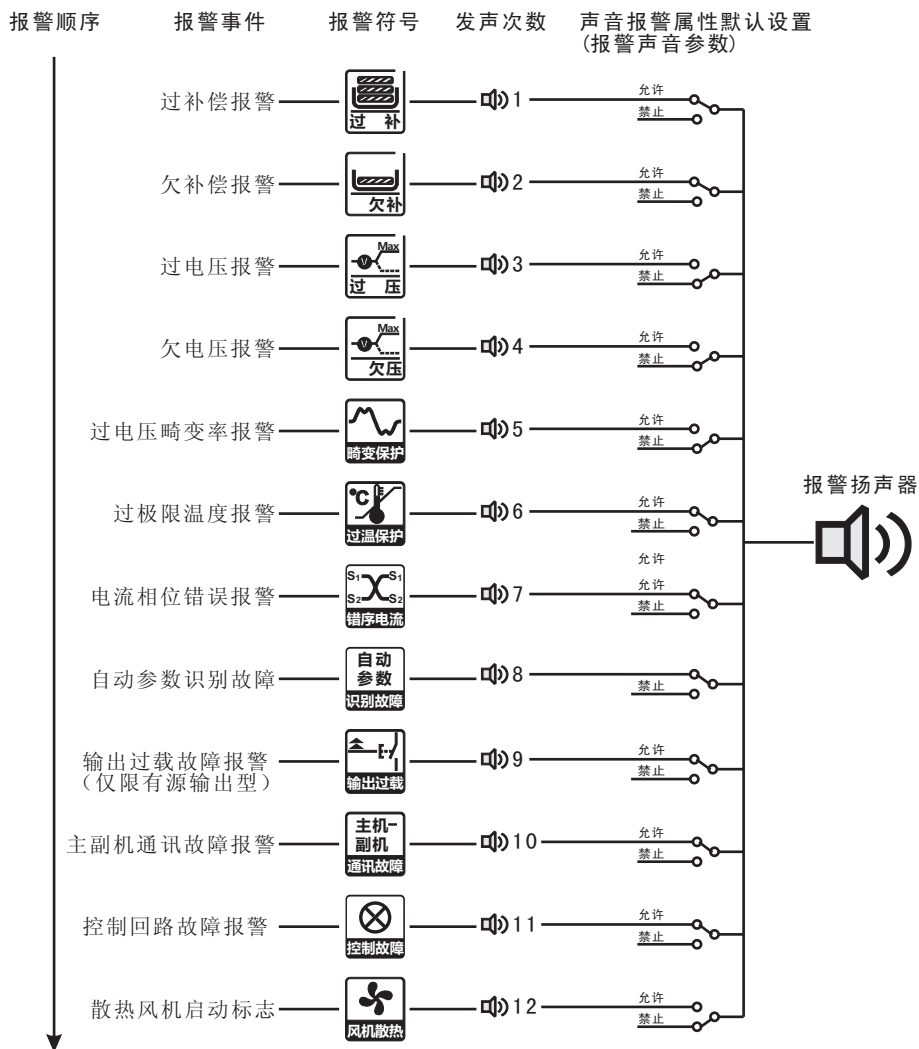 报警顺序 报警事件 报警符号 发声次数 声音报警属性默认设置
(报警声音参数)
过补偿报警 过 补 1 允许
禁止
欠补偿报警 欠补 2 允许
禁止
过电压报警 V Max 过 压 3 允许
禁止
欠电压报警 V Max 欠压 4 允许
禁止
过电压畸变率报警 畸变保护 5 允许
禁止
过极限温度报警 °C 过温保护 6 允许
禁止
报警扬声器
允许
电流相位错误报警 S1 S1 S2 S2 错序电流 7 允许
禁止
自动参数识别故障 自动 参数 识别故障 8
禁止
输出过载故障报警 输出过载 9 允许
(仅限有源输出型) 禁止
主副机通讯故障报警 主机- 副机 通讯故障 10 允许
禁止
控制回路故障报警 控制故障 11 允许
禁止
散热风机启动标志 风机散热 12 允许
禁止